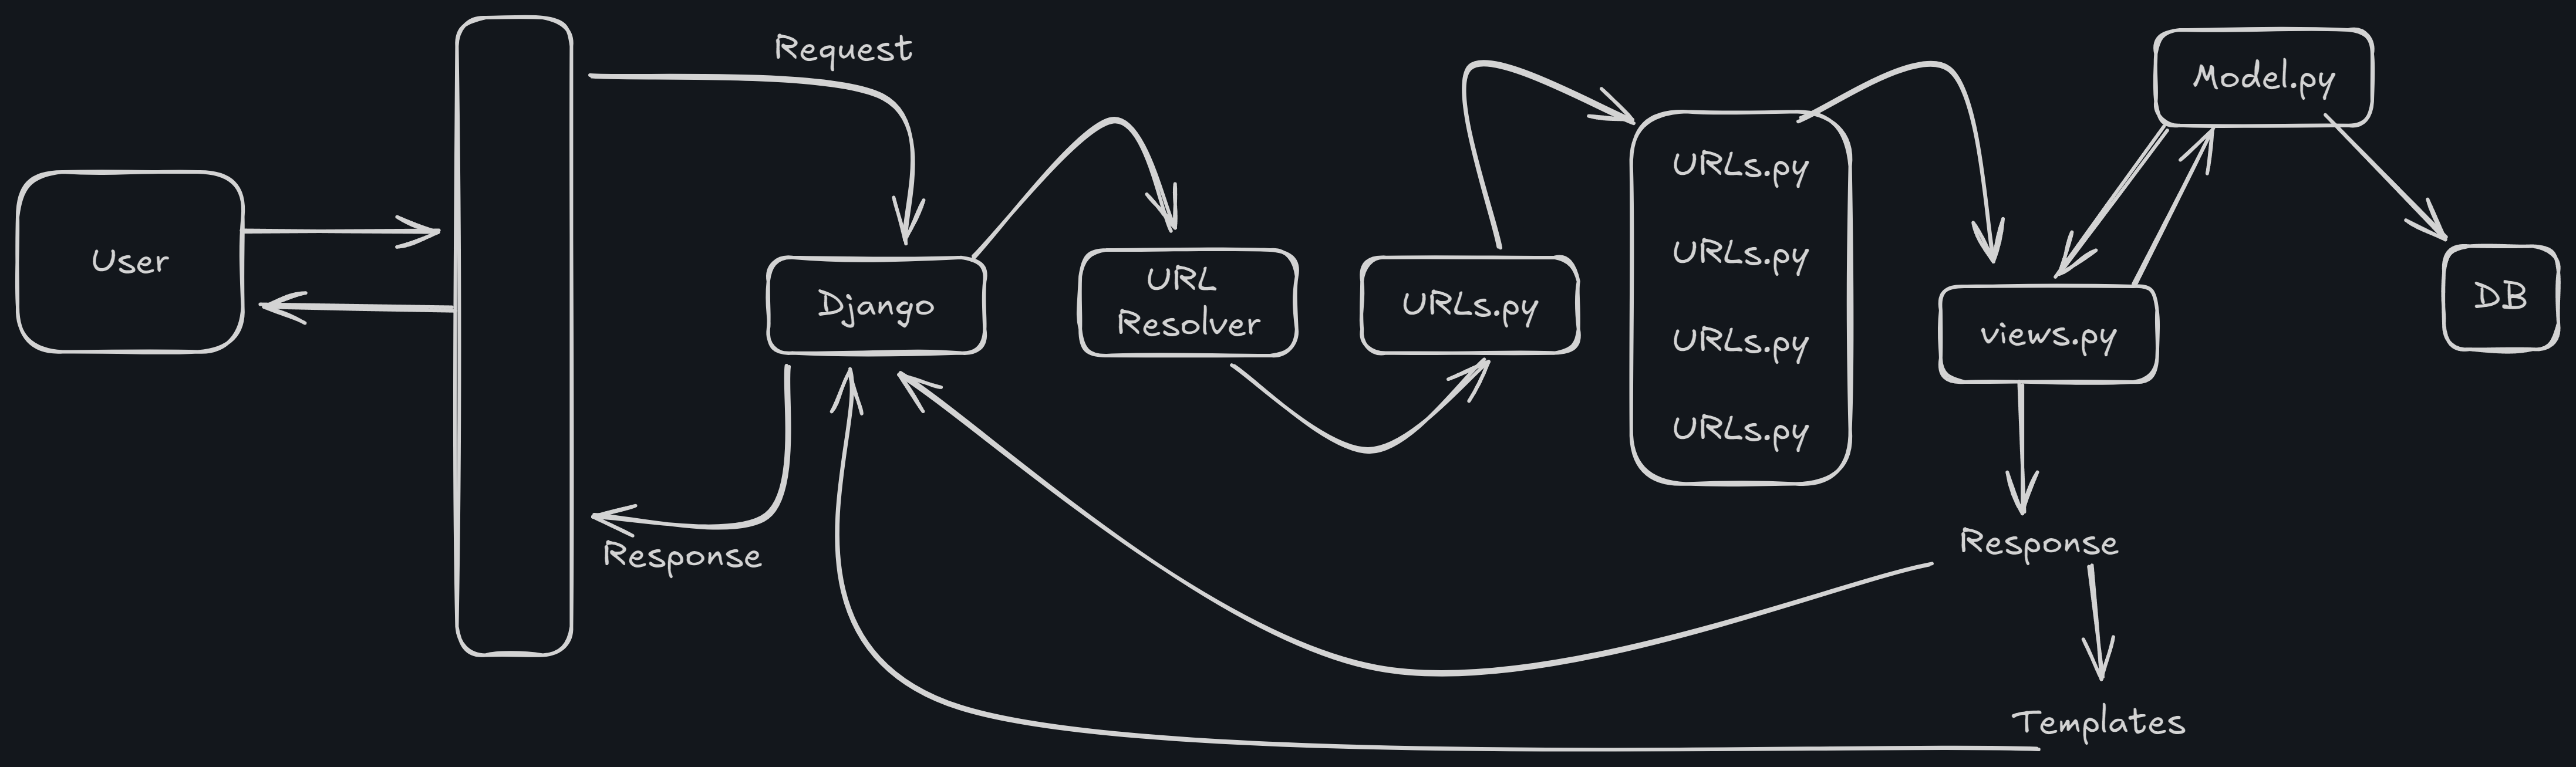 Request
Model.py
User
Django
URL
Resolver
URLs.py
URLs.py
URLs.py
URLs.py
URLs.py
views.py
DB
Response
Response
Templates